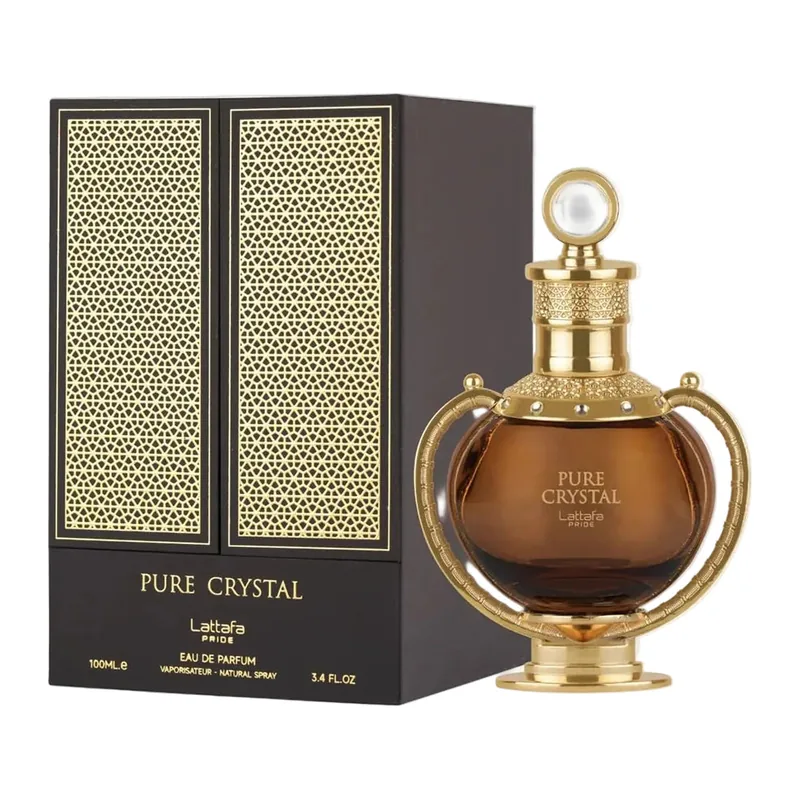 PURE CRYSTAL
Lattafa
PRIDE
EAU DE PARFUM
VAPORISATEUR - NATURAL SPRAY
100ML.e
3.4 FL.OZ
PURE
CRYSTAL
Lattafa
PRIDE